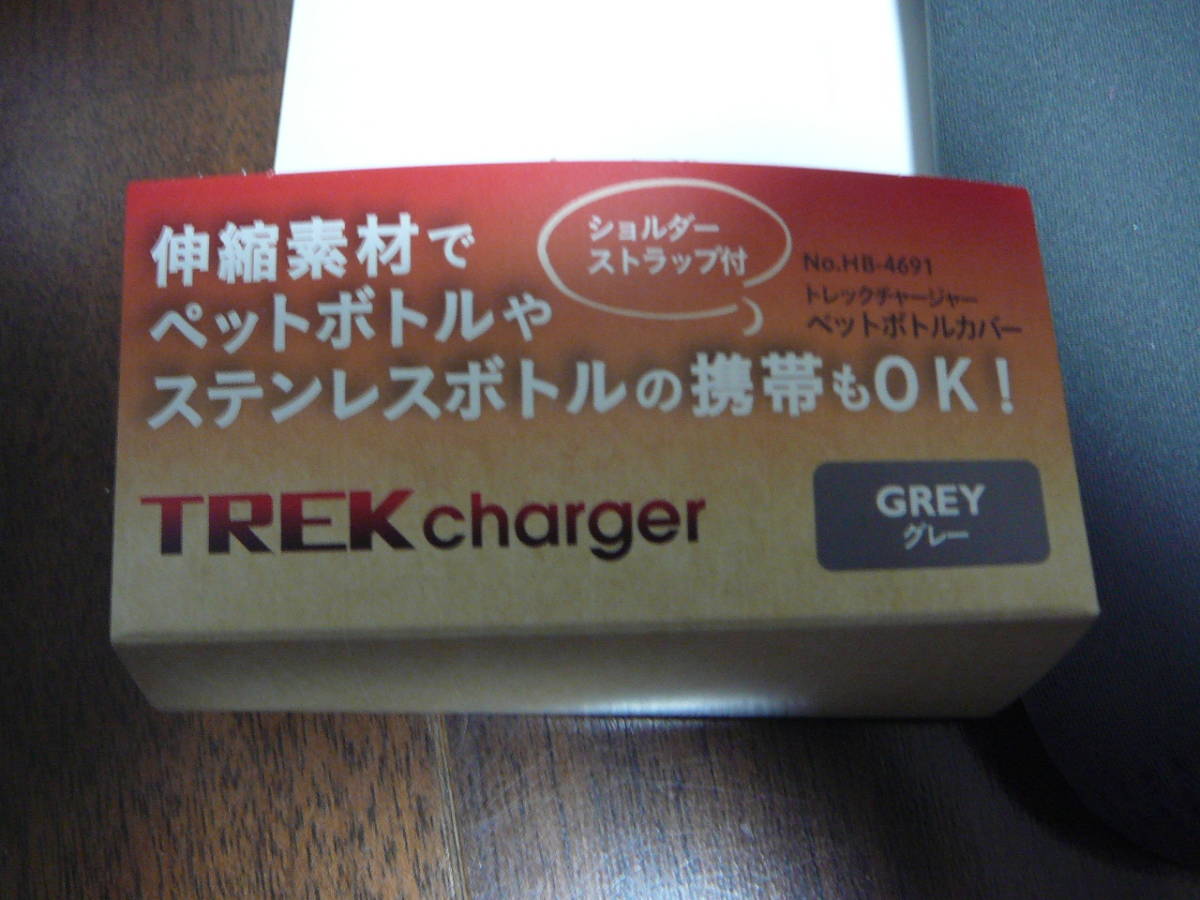 伸縮素材で
ペットボトルや
ステンレスボトルの携帯もOK!
ショルダー
ストラップ付
No.HB-4691
トレックチャージャー
ペットボトルカバー
TREK charger
GREY
グレー